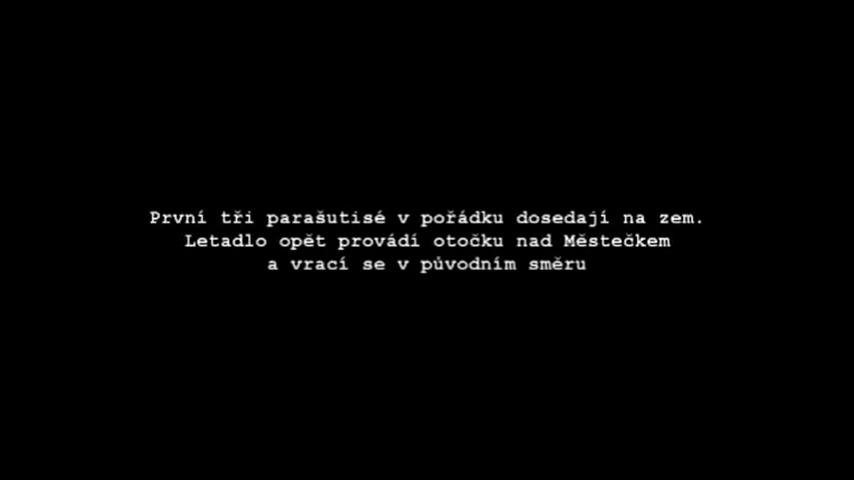 První tři parašutisé v pořádku dosedají na zem.
Letadlo opět provádí otočku nad Městečkem
a vrací se v původním směru